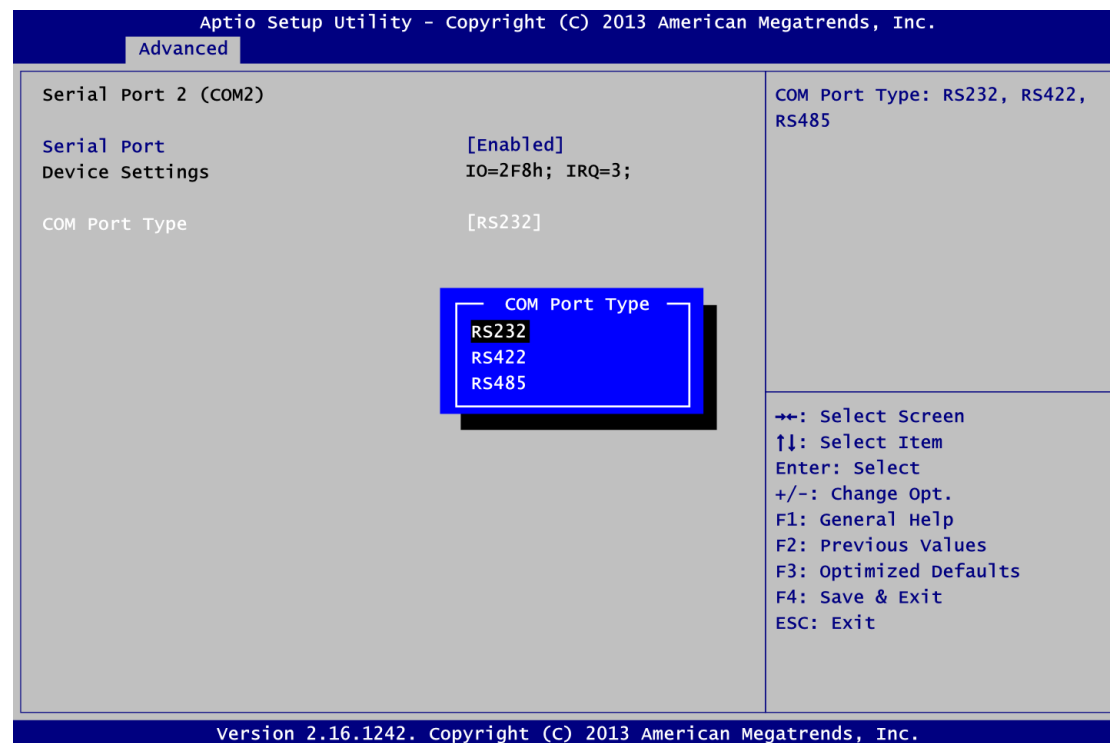 Aptio Setup Utility – Copyright (C) 2013 American Megatrends, Inc.
Advanced
Serial Port 2 (COM2)
Serial Port [Enabled]
Device Settings IO=2F8h; IRQ=3;
COM Port Type [RS232]
COM Port Type
RS232
RS422
RS485
COM Port Type: RS232, RS422,
RS485
→←: Select Screen
↑↓: Select Item
Enter: Select
+/-: Change Opt.
F1: General Help
F2: Previous Values
F3: Optimized Defaults
F4: Save & Exit
ESC: Exit
Version 2.16.1242. Copyright (C) 2013 American Megatrends, Inc.